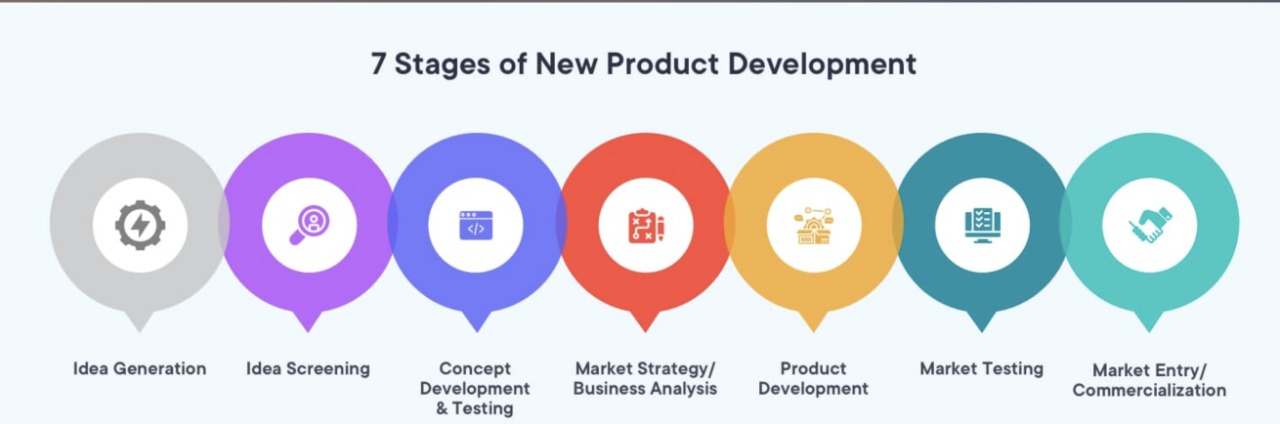 7 Stages of New Product Development
Idea Generation
Idea Screening
Concept
Development
& Testing
Market Strategy/
Business Analysis
Product
Development
Market Testing
Market Entry/
Commercialization